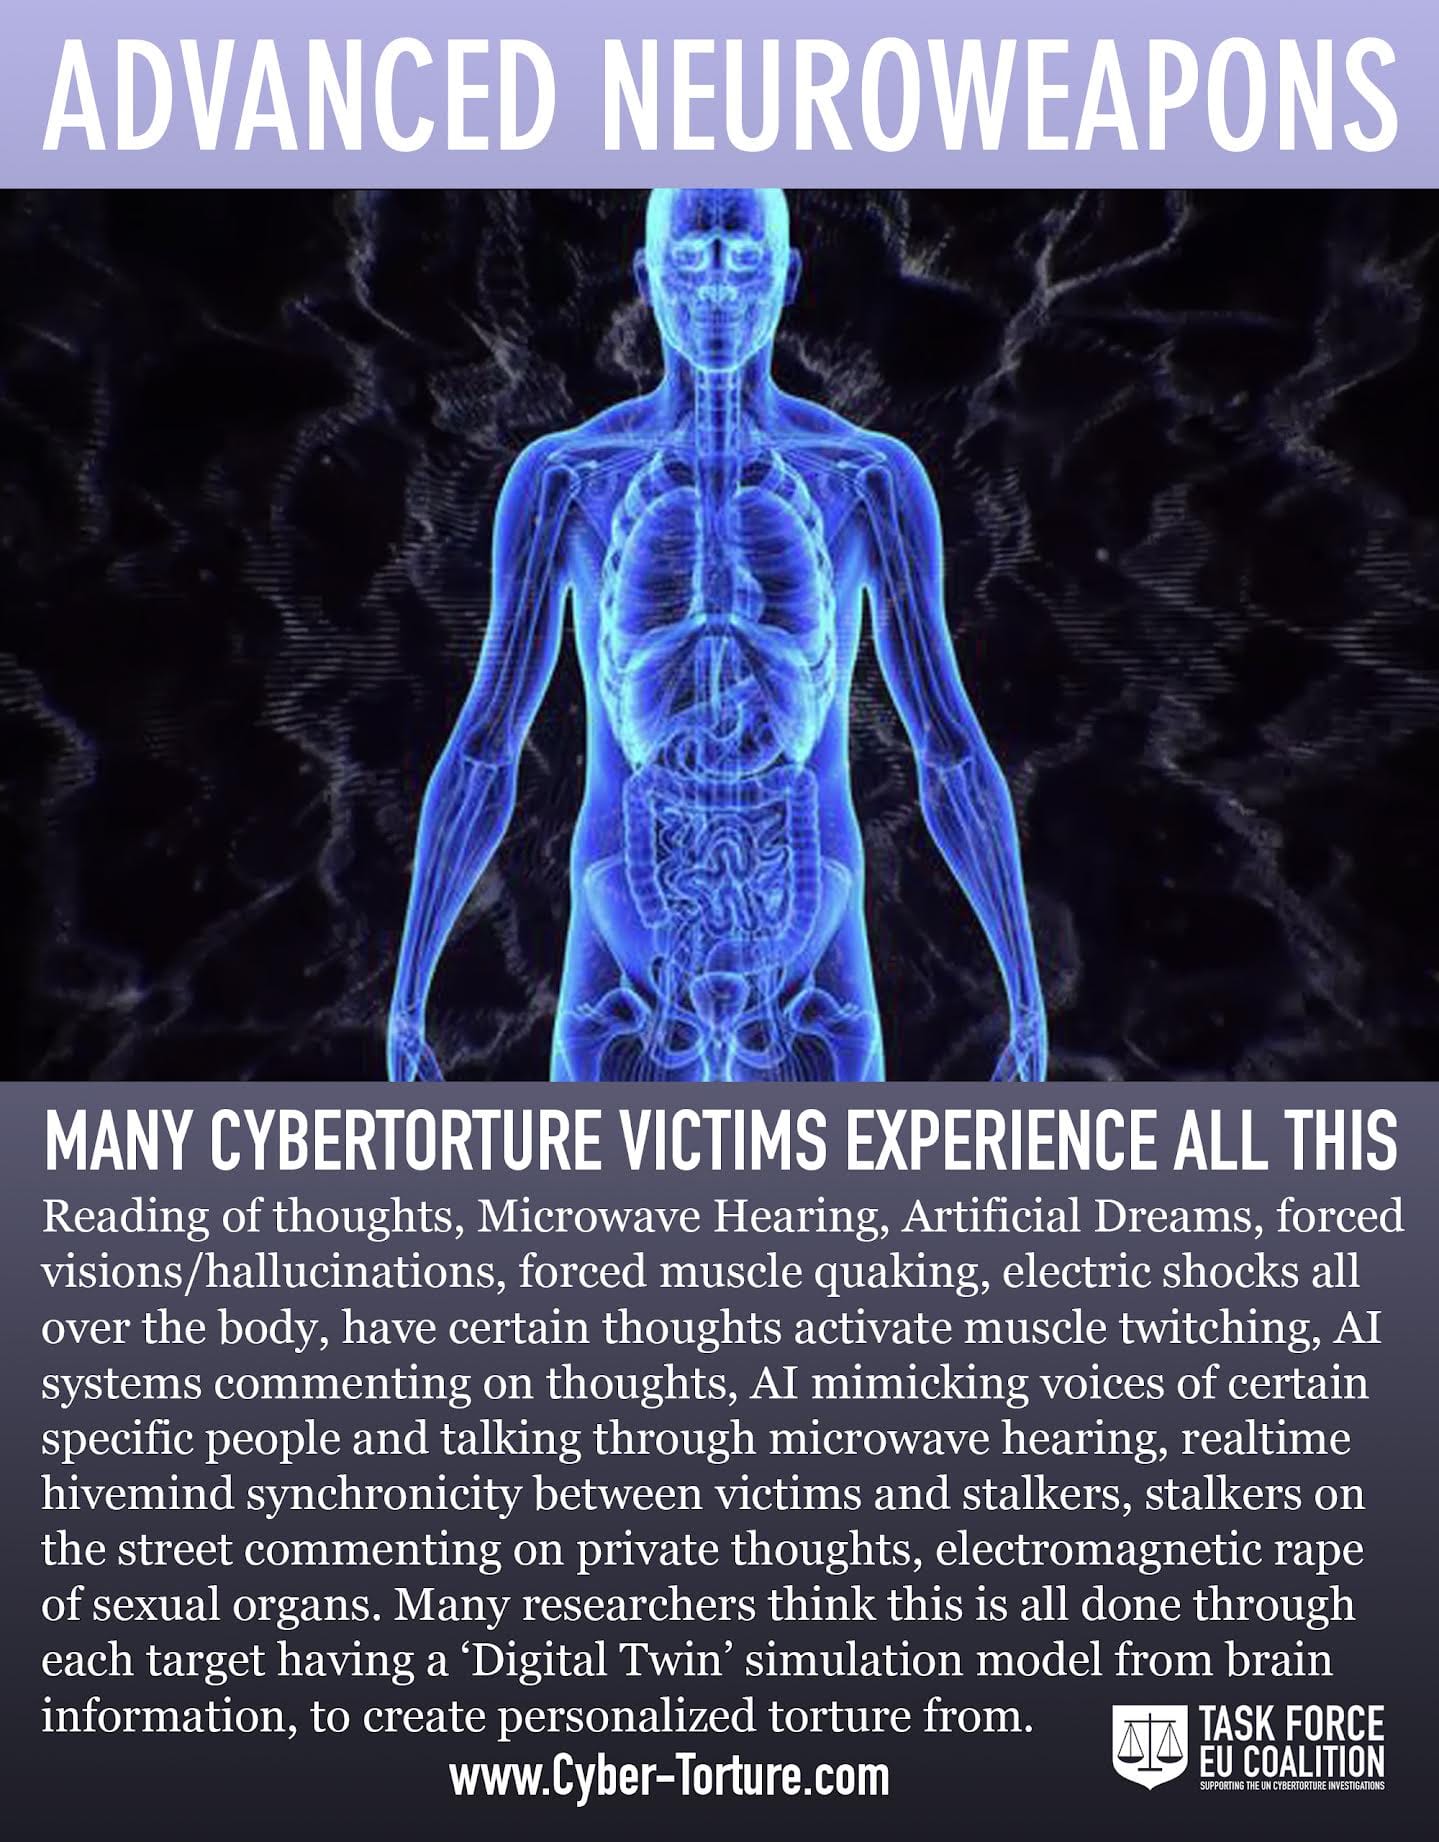 ADVANCED NEUROWEAPONS
MANY CYBERTORTURE VICTIMS EXPERIENCE ALL THIS
Reading of thoughts, Microwave Hearing, Artificial Dreams, forced
visions/hallucinations, forced muscle quaking, electric shocks all
over the body, have certain thoughts activate muscle twitching, AI
systems commenting on thoughts, AI mimicking voices of certain
specific people and talking through microwave hearing, realtime
hivemind synchronicity between victims and stalkers, stalkers on
the street commenting on private thoughts, electromagnetic rape
of sexual organs. Many researchers think this is all done through
each target having a ‘Digital Twin’ simulation model from brain
information, to create personalized torture from.
www.Cyber-Torture.com
TASK FORCE
EU COALITION
SUPPORTING THE UN CYBERTORTURE INVESTIGATIONS